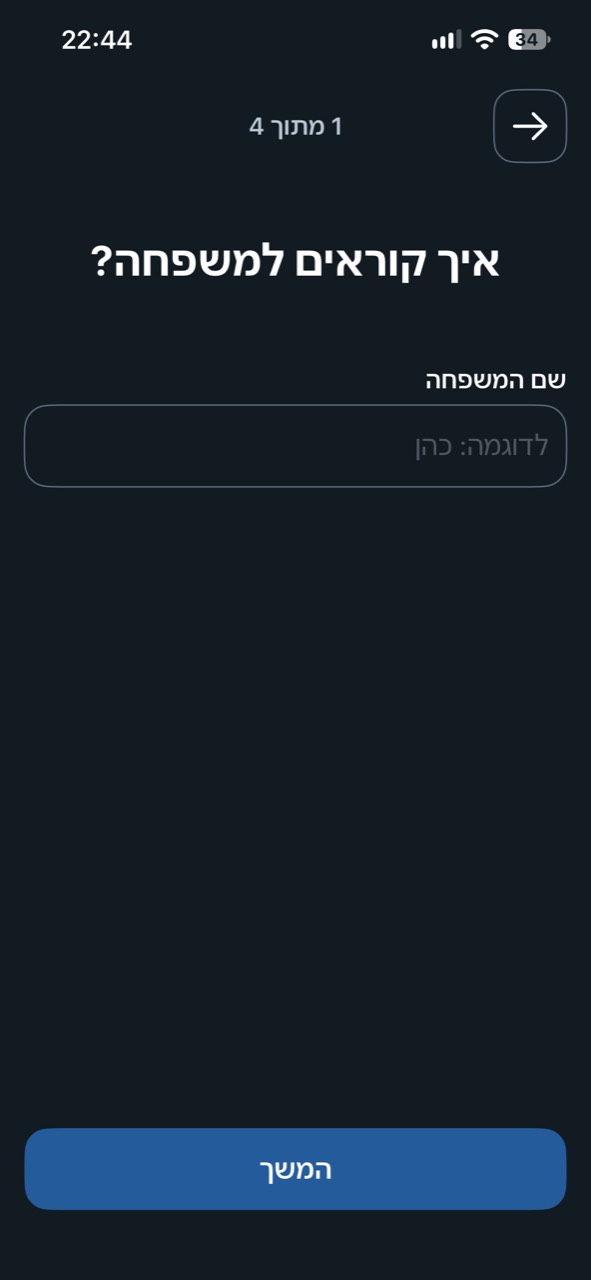 22:44
34
1 מתוך 4
איך קוראים למשפחה?
שם המשפחה
לדוגמה: כהן
המשך